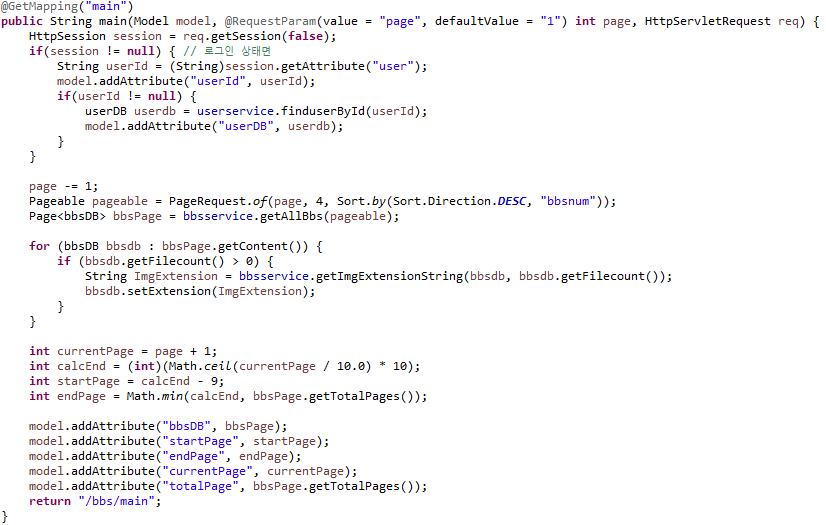 @GetMapping("main")
public String main(Model model, @RequestParam(value = "page", defaultValue = "1") int page, HttpServletRequest req) {
    HttpSession session = req.getSession(false);
    if(session != null) { // 로그인 상태면
        String userId = (String)session.getAttribute("user");
        model.addAttribute("userId", userId);
        if(userId != null) {
            userDB userdb = userservice.finduserById(userId);
            model.addAttribute("userDB", userdb);
        }
    }

    page -= 1;
    Pageable pageable = PageRequest.of(page, 4, Sort.by(Sort.Direction.DESC, "bbsnum"));
    Page<bbsDB> bbsPage = bbsservice.getAllBbs(pageable);

    for (bbsDB bbsdb : bbsPage.getContent()) {
        if (bbsdb.getFilecount() > 0) {
            String ImgExtension = bbsservice.getImgExtensionString(bbsdb, bbsdb.getFilecount());
            bbsdb.setExtension(ImgExtension);
        }
    }

    int currentPage = page + 1;
    int calcEnd = (int)(Math.ceil(currentPage / 10.0) * 10);
    int startPage = calcEnd - 9;
    int endPage = Math.min(calcEnd, bbsPage.getTotalPages());

    model.addAttribute("bbsDB", bbsPage);
    model.addAttribute("startPage", startPage);
    model.addAttribute("endPage", endPage);
    model.addAttribute("currentPage", currentPage);
    model.addAttribute("totalPage", bbsPage.getTotalPages());
    return "/bbs/main";
}